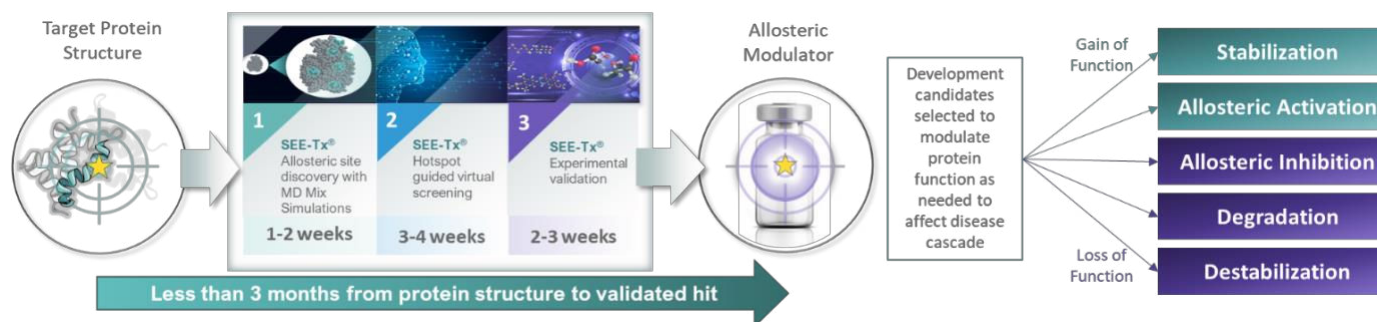 Target Protein
Structure
1
SEE-Tx®
Allosteric site
discovery with
MD Mix
Simulations
1-2 weeks
2
SEE-Tx®
Hotspot
guided virtual
screening
3-4 weeks
3
SEE-Tx®
Experimental
validation
2-3 weeks
Allosteric
Modulator
Less than 3 months from protein structure to validated hit
Development
candidates
selected to
modulate
protein
function as
needed to
affect disease
cascade
Gain of
Function
Loss of
Function
Stabilization
Allosteric Activation
Allosteric Inhibition
Degradation
Destabilization